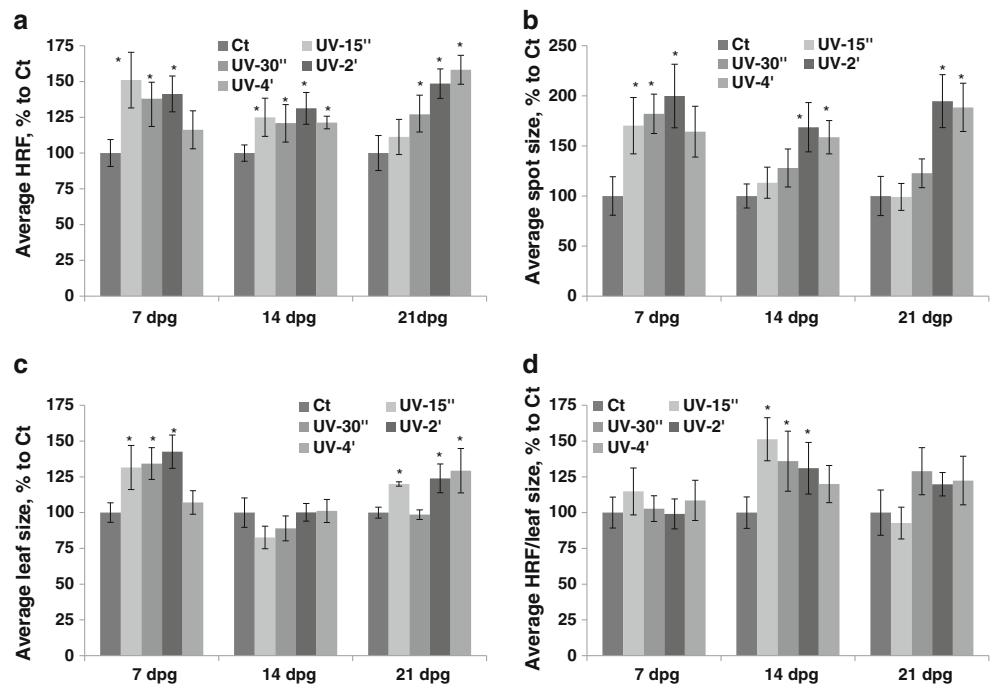 a
Average HRF, % to Ct
175
150
125
100
75
50
25
0
Ct
UV-15"
UV-30"
UV-2'
UV-4'
* * * *
* * * *
* * *
7 dpg
14 dpg
21dpg
b
Average spot size, % to Ct
250
200
150
100
50
0
Ct
UV-15"
UV-30"
UV-2'
UV-4'
* * *
* *
* *
7 dpg
14 dpg
21 dgp
c
Average leaf size, % to Ct
175
150
125
100
75
50
25
0
Ct
UV-15"
UV-30"
UV-2'
UV-4'
* * *
* * *
7 dpg
14 dpg
21 dpg
d
Average HRF/leaf size, % to Ct
175
150
125
100
75
50
25
0
Ct
UV-15"
UV-30"
UV-2'
UV-4'
* * *
7 dpg
14 dpg
21 dpg